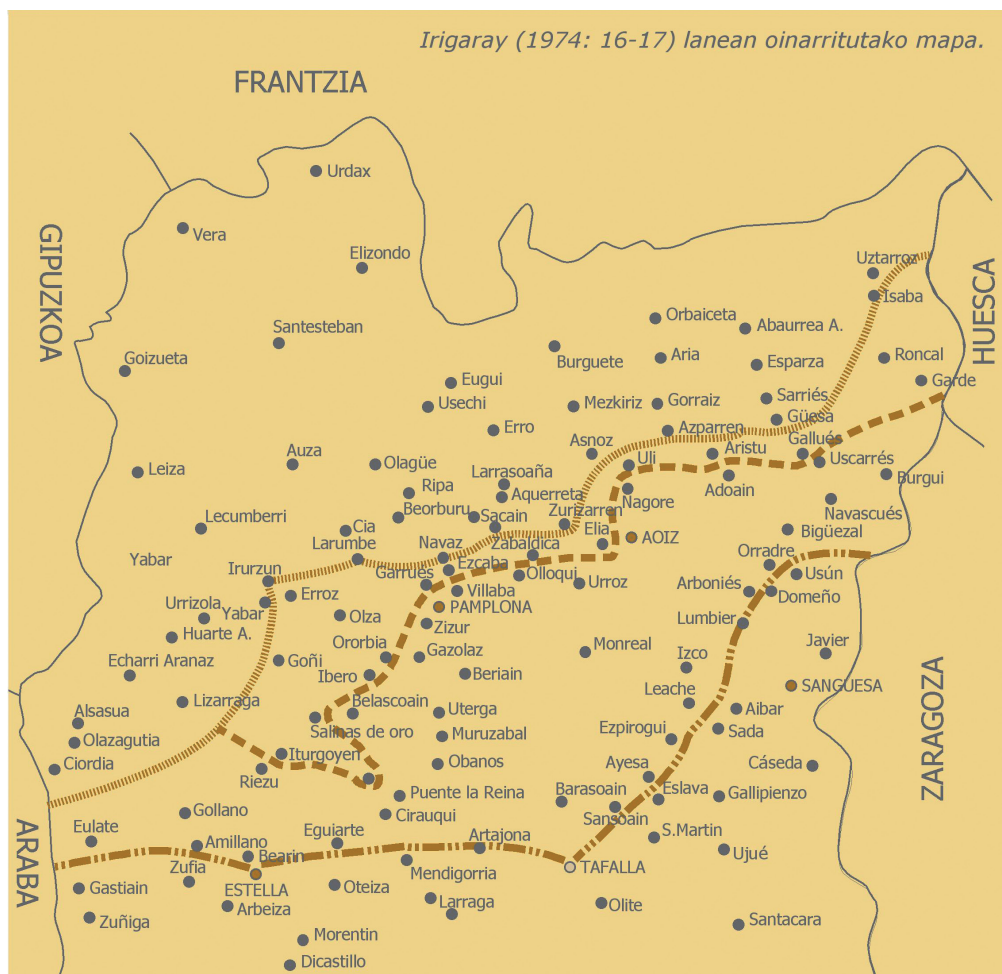 Irigaray (1974: 16-17) lanean oinarritutako mapa.
FRANTZIA
Urdax
Vera
GIPUZKOA
Elizondo
Uztarroz
Isaba
HUESCA
Orbaiceta
Abaurrea A.
Santesteban
Burguete
Aria
Esparza
Roncal
Goizueta
Garde
Eugui
Usechi
Mezkiriz
Gorraiz
Sarriés
Güesa
Erro
Azparren
Asnoz
Aristu
Gallués
Auza
Olagüe
Uli
Uscarrés
Leiza
Larrasoaña
Adoain
Burgui
Ripa
Aquerreta
Nagore
Navascués
Lecumberri
Beorburu
Sacain
Zurizarren
Cia
Elia
AOIZ
Bigüezal
Yabar
Larumbe
Navaz
Zabaldica
Orradre
Irurzun
Garrués
Ezcaba
Olloqui
Usún
Erroz
Villaba
Urroz
Arboniés
Domeño
Urrizola
Yabar
Olza
PAMPLONA
Huarte A.
Zizur
Lumbier
Ororbia
Gazolaz
Monreal
Javier
Echarri Aranaz
Goñi
Ibero
Beriain
Izco
SANGÜESA
Lizarraga
Belascoain
Uterga
Leache
Aibar
Alsasua
Salinas de oro
Muruzabal
Ezpirogui
Sada
Olazagutia
Iturgoyen
Obanos
ZARAGOZA
Ciordia
Riezu
Ayesa
Cáseda
Puente la Reina
Barasoain
Eslava
Gallipienzo
Gollano
Cirauqui
Sansoain
ARABA
Eulate
Amillano
Eguiarte
Artajona
S.Martin
Ujué
Bearin
Zufia
Mendigorria
TAFALLA
Gastiain
ESTELLA
Oteiza
Arbeiza
Larraga
Olite
Zuñiga
Santacara
Morentin
Dicastillo